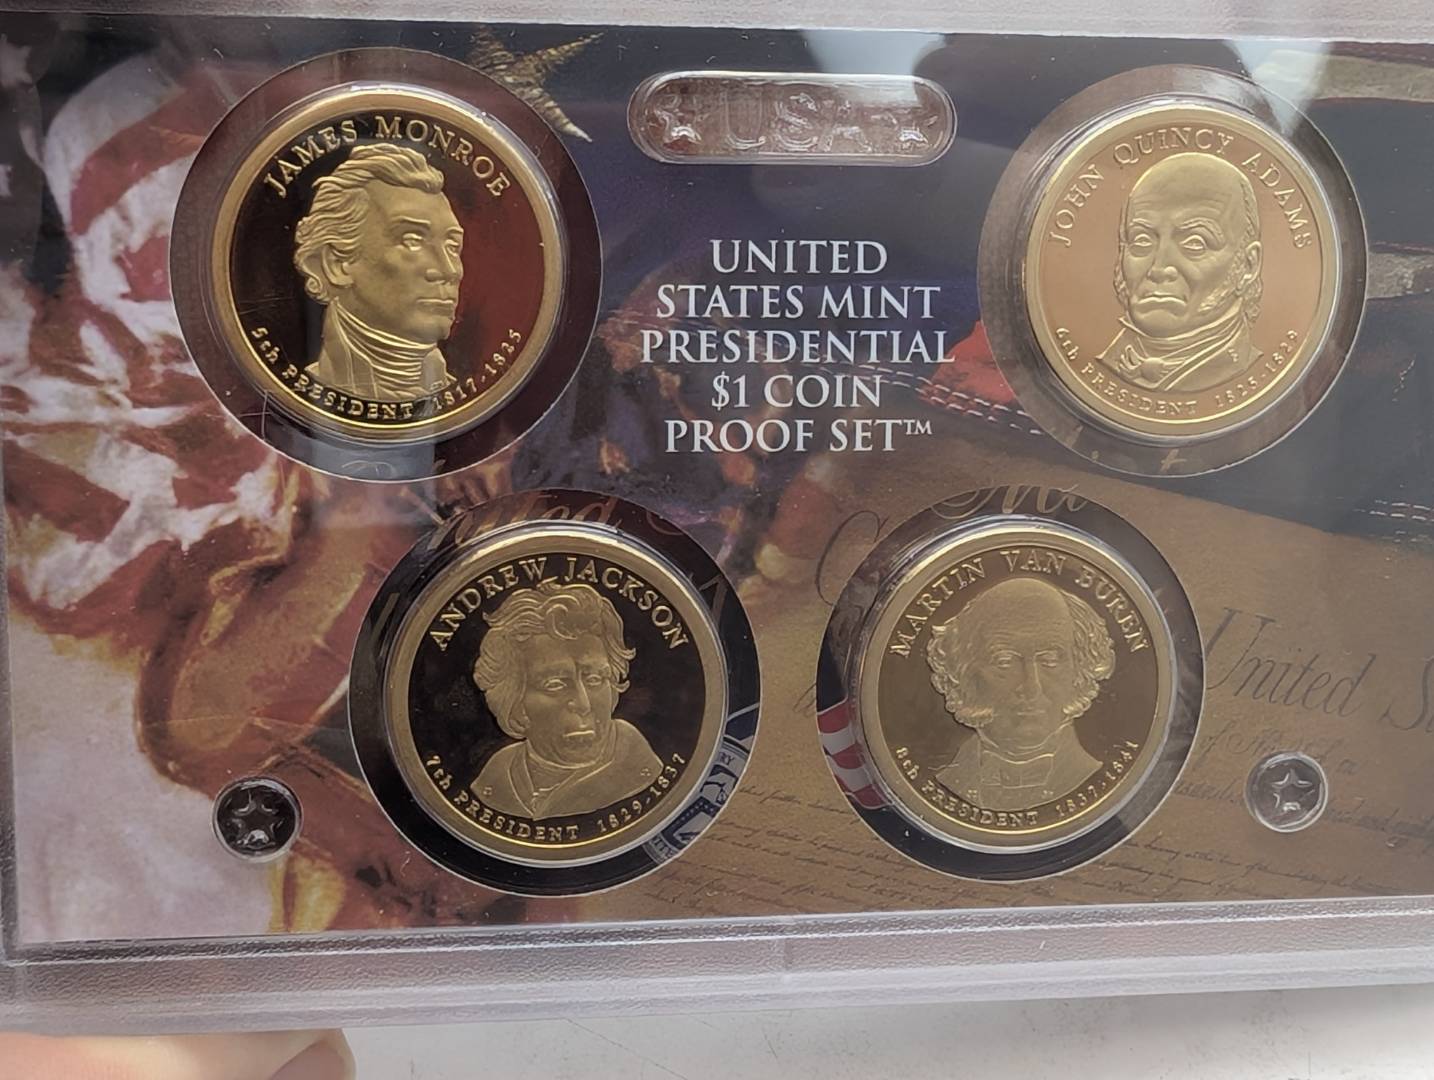 JAMES MONROE
5th PRESIDENT 1817-1825
★USA★
UNITED
STATES MINT
PRESIDENTIAL
$1 COIN
PROOF SET™
JOHN QUINCY ADAMS
6th PRESIDENT 1825-1829
ANDREW JACKSON
7th PRESIDENT 1829-1837
MARTIN VAN BUREN
8th PRESIDENT 1837-1841
United